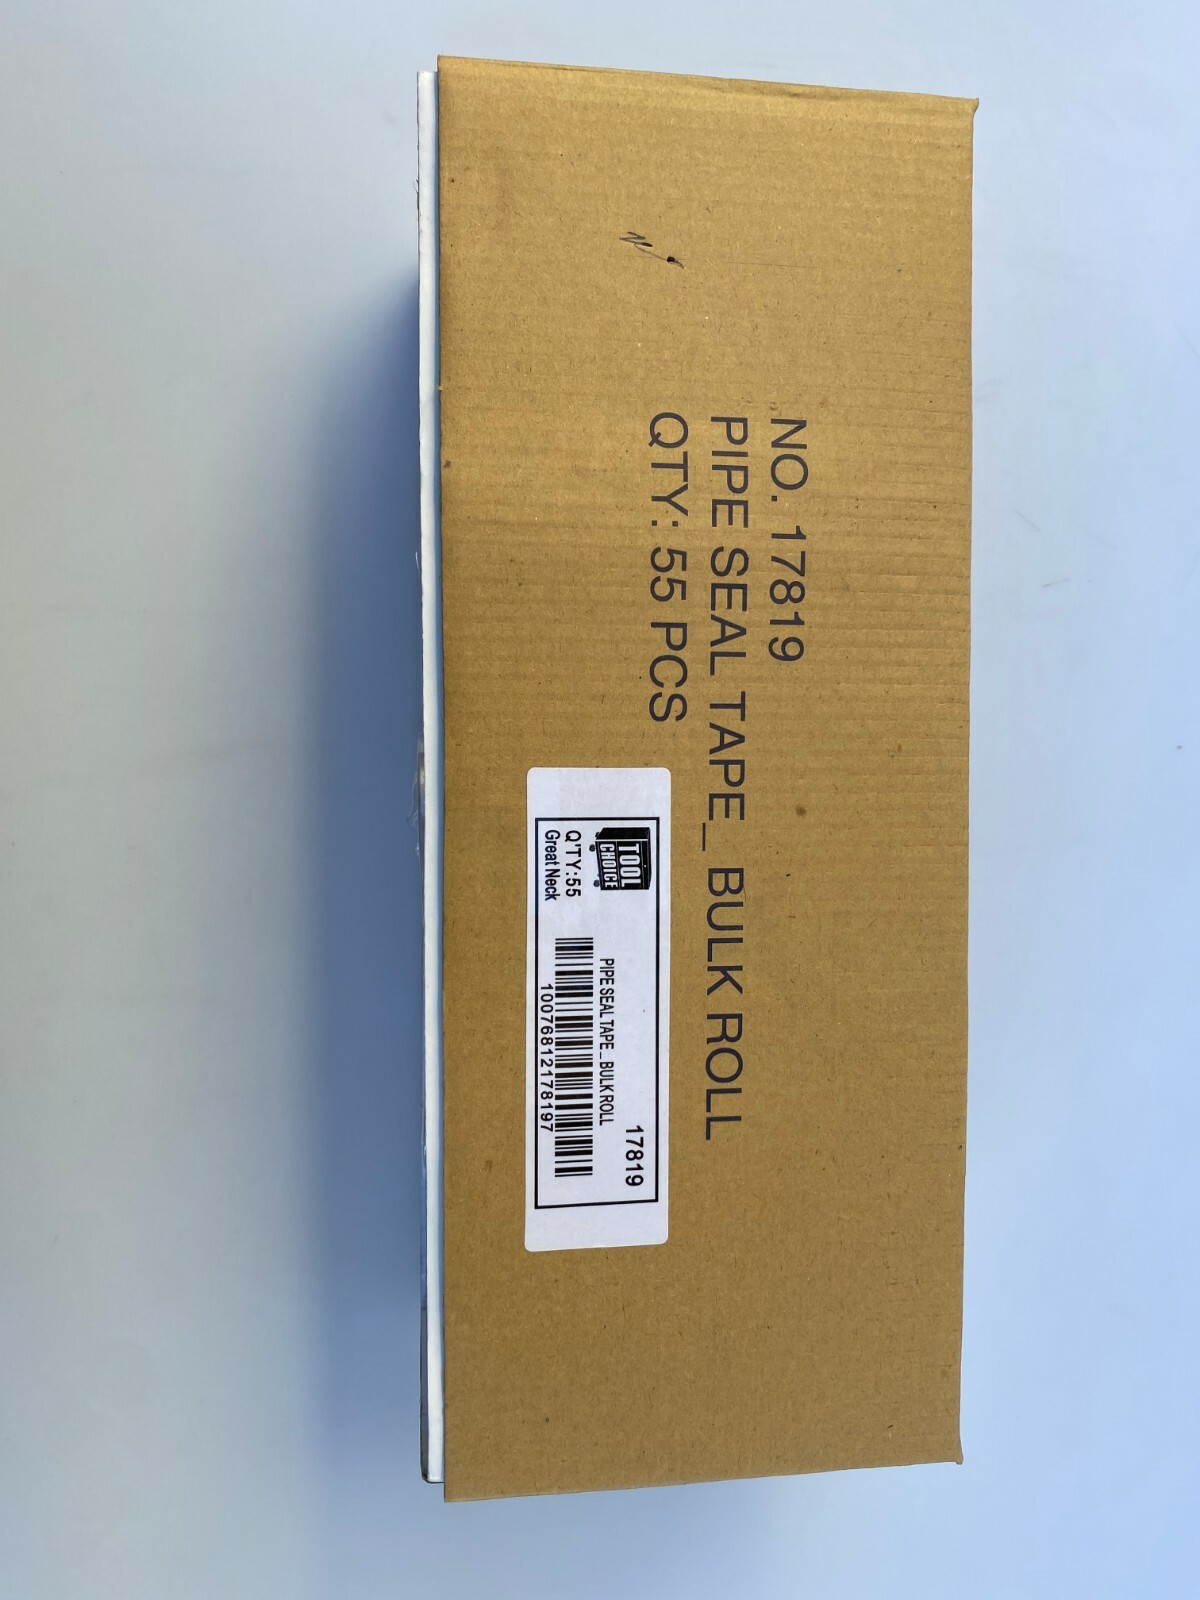 NO. 17819
PIPE SEAL TAPE_ BULK ROLL
QTY: 55 PCS
TOOL
CHOICE
17819
PIPE SEAL TAPE_BULK ROLL
Q'TY:55
Great Neck
10076812178197